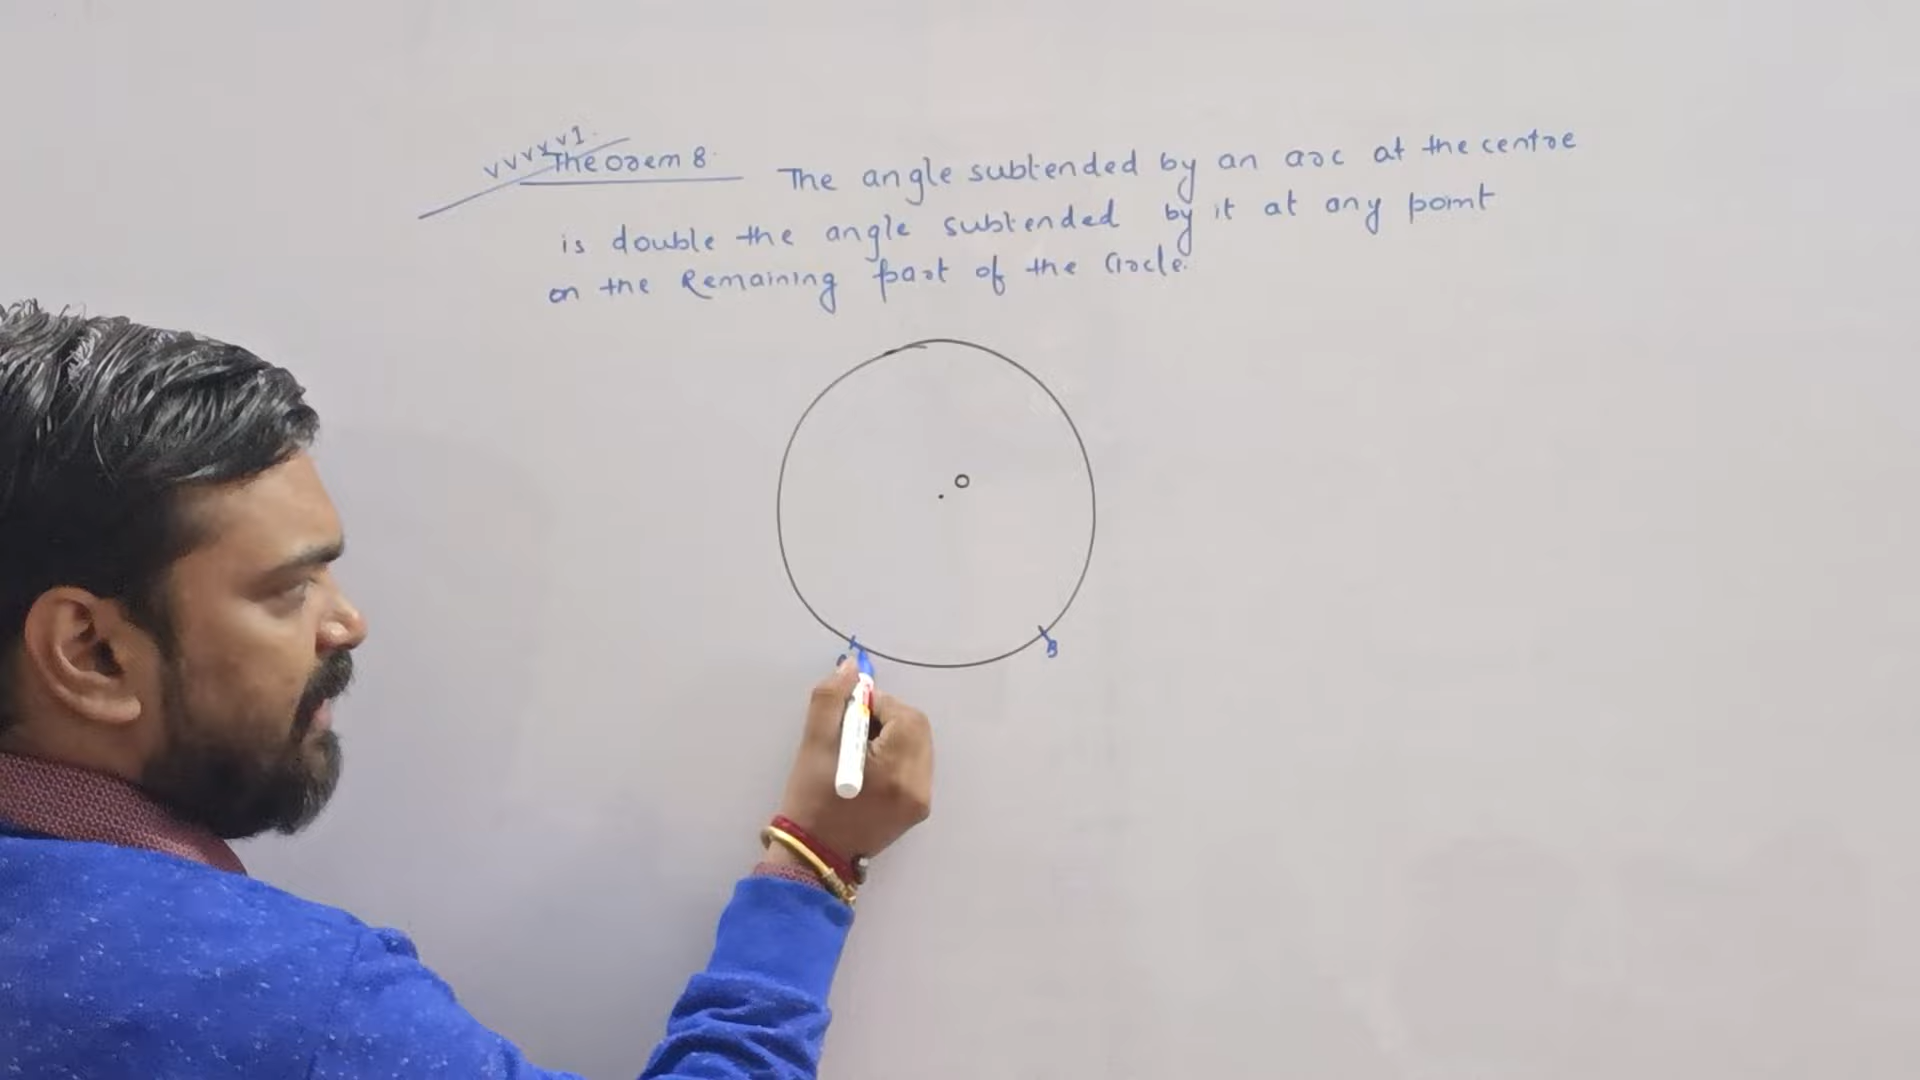 VVVVV1.
Theorem 8. The angle subtended by an arc at the centre
is double the angle subtended by it at any point
on the Remaining part of the Circle.
O
B